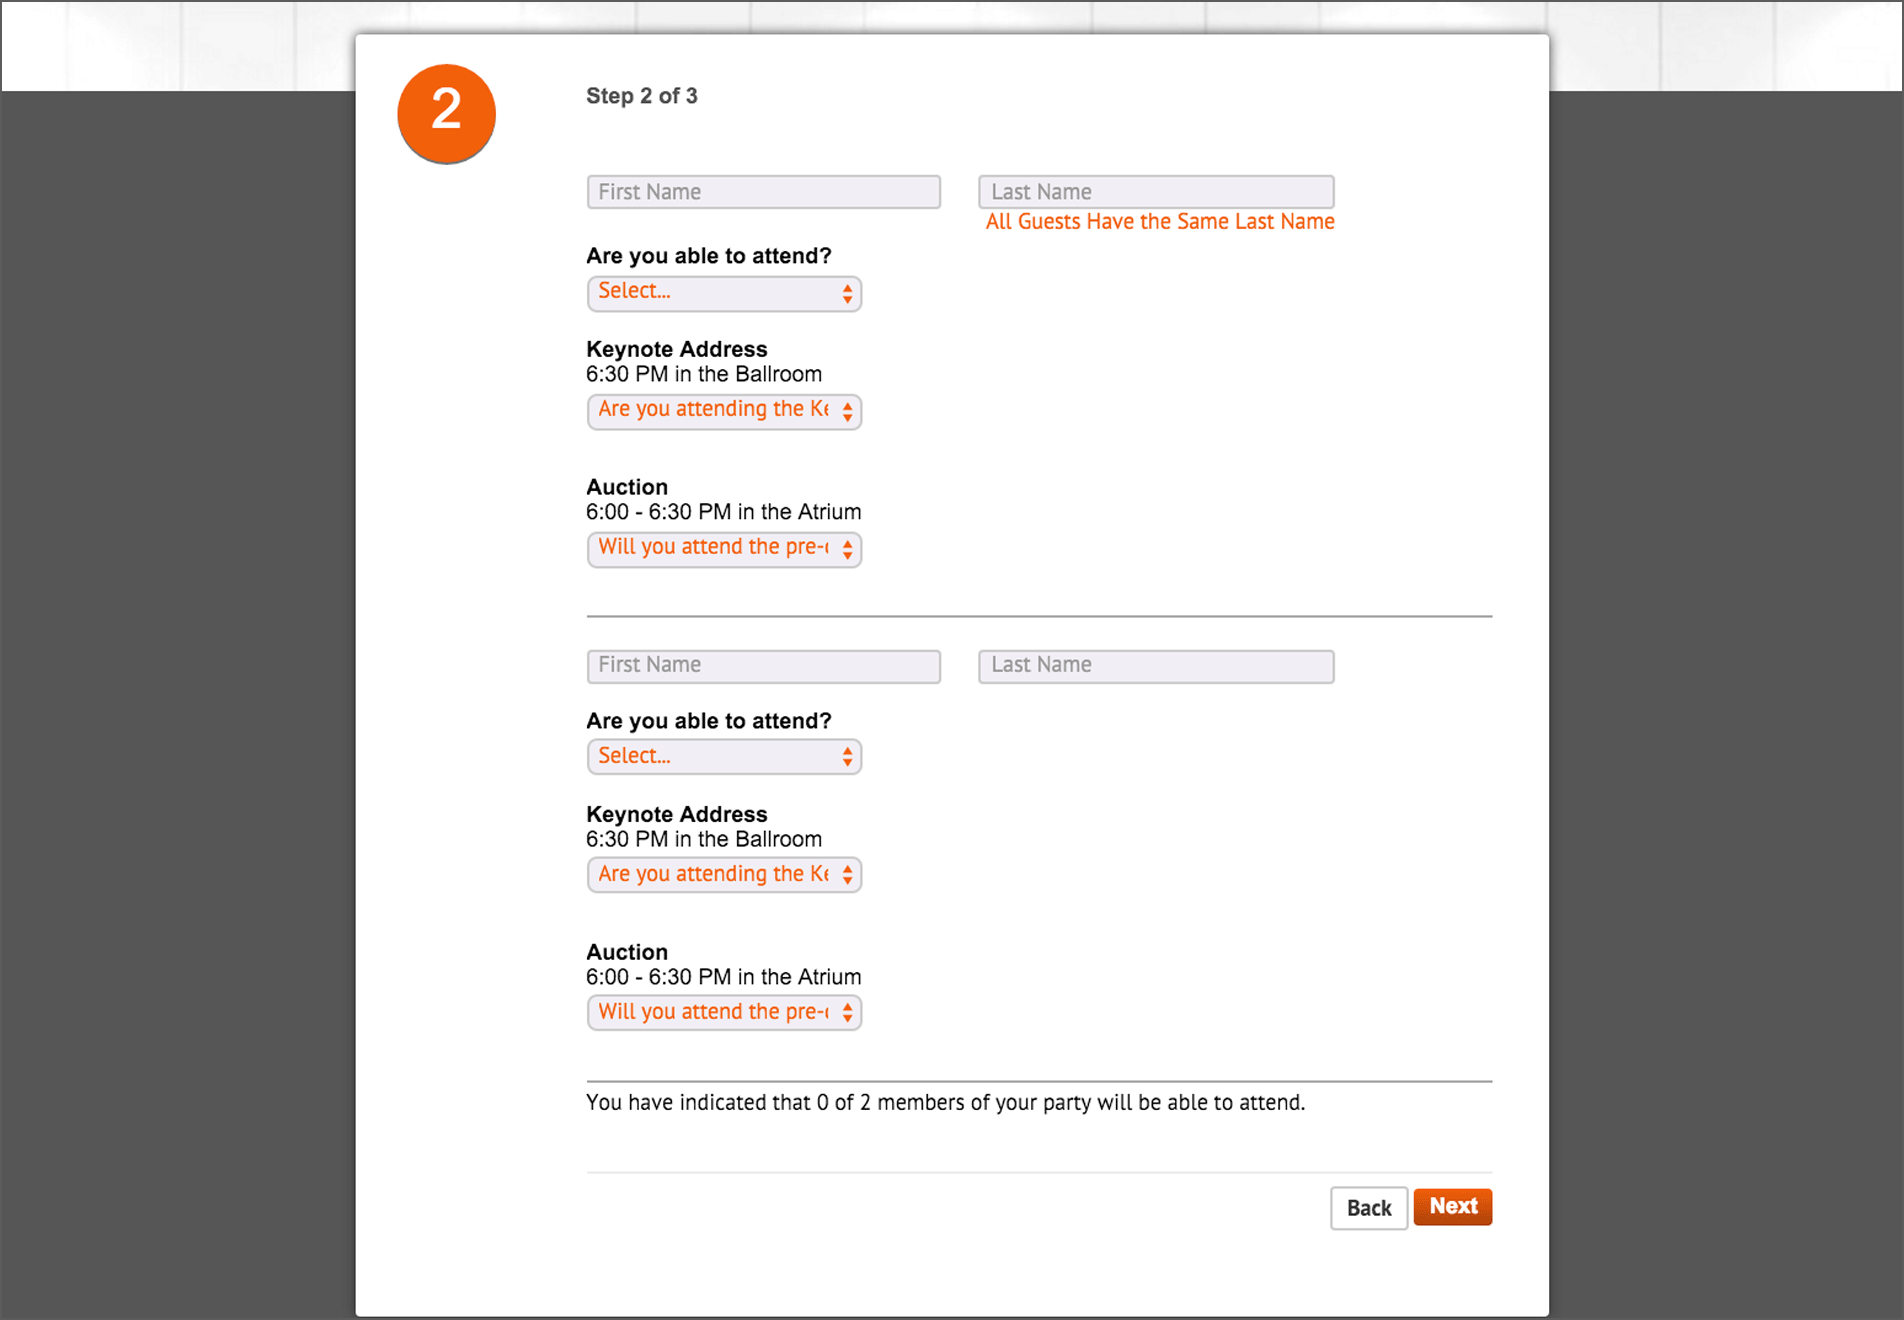 2
Step 2 of 3
First Name
Last Name
All Guests Have the Same Last Name
Are you able to attend?
Select...
Keynote Address
6:30 PM in the Ballroom
Are you attending the
Auction
6:00 - 6:30 PM in the Atrium
Will you attend the pre-
First Name
Last Name
Are you able to attend?
Select...
Keynote Address
6:30 PM in the Ballroom
Are you attending the
Auction
6:00 - 6:30 PM in the Atrium
Will you attend the pre-
You have indicated that 0 of 2 members of your party will be able to attend.
Back
Next